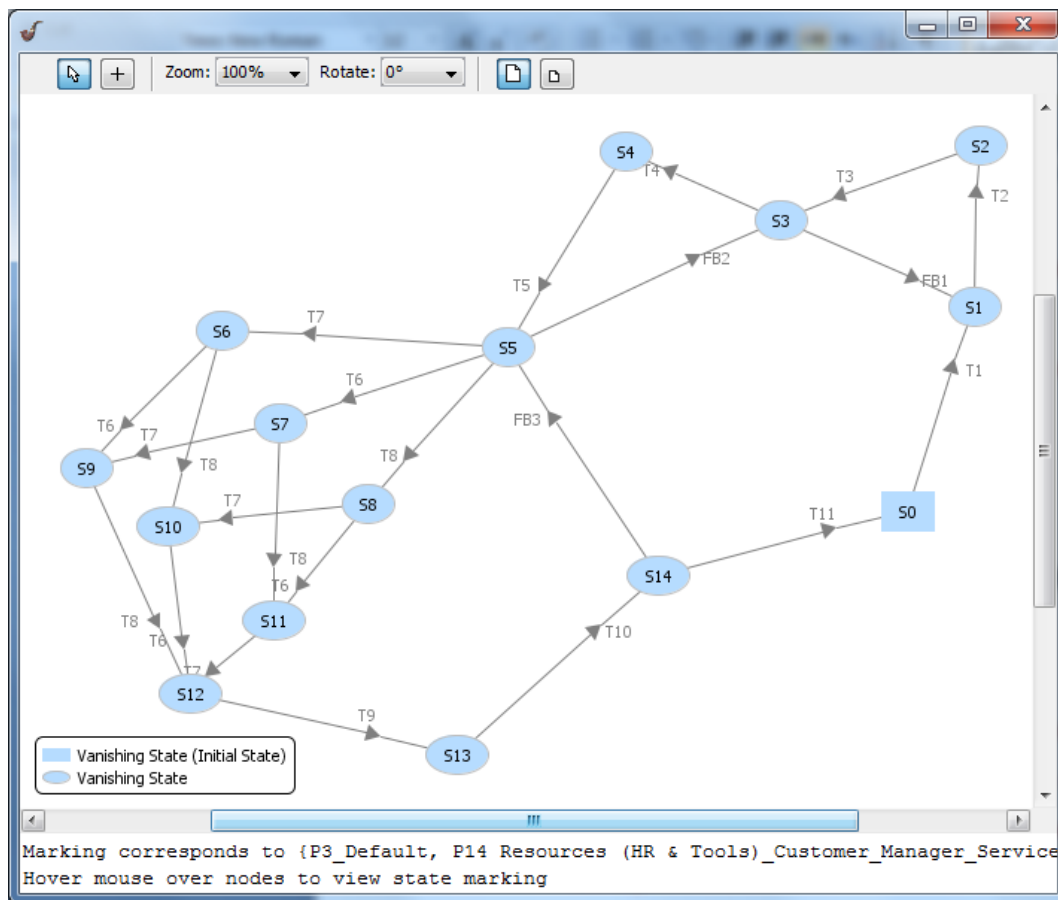 Zoom: 100% Rotate: 0°
S4
S2
T4
T3
T2
S3
FB2
FB1
T5
S1
T7
S6
S5
T1
T6
S7
FB3
T6
T7
T8
S9
T8
S8
T7
S10
T11
S0
T8
S14
T6
S11
T8
T6
T10
T7
S12
T9
S13
Vanishing State (Initial State)
Vanishing State
Marking corresponds to {P3_Default, P14 Resources (HR & Tools)_Customer_Manager_Service
Hover mouse over nodes to view state marking